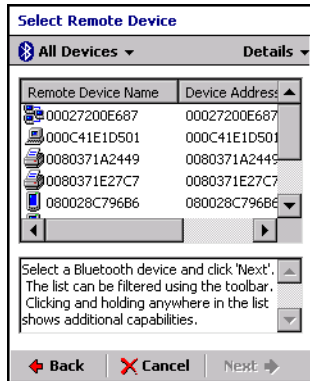 Select Remote Device
All Devices Details
Remote Device Name Device Address
00027200E687 00027200E687
000C41E1D501 000C41E1D501
0080371A2449 0080371A2449
0080371E27C7 0080371E27C7
080028C796B6 080028C796B6
Select a Bluetooth device and click 'Next'.
The list can be filtered using the toolbar.
Clicking and holding anywhere in the list
shows additional capabilities.
Back Cancel Next